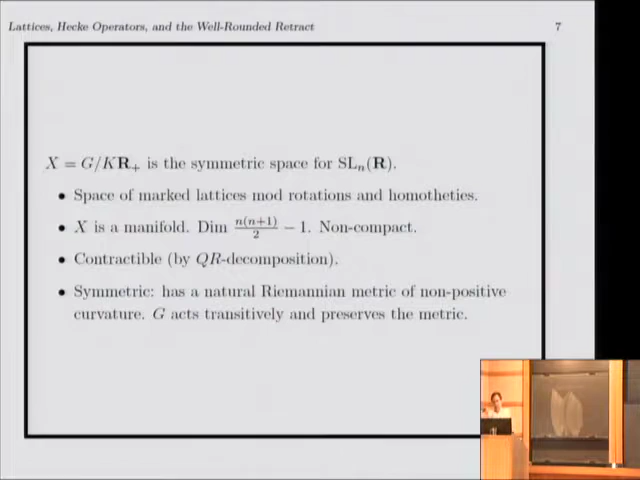 Lattices, Hecke Operators, and the Well-Rounded Retract 7
X = G/KR₊ is the symmetric space for SLₙ(R).
• Space of marked lattices mod rotations and homotheties.
• X is a manifold. Dim n(n+1)/2 − 1. Non-compact.
• Contractible (by QR-decomposition).
• Symmetric: has a natural Riemannian metric of non-positive
curvature. G acts transitively and preserves the metric.